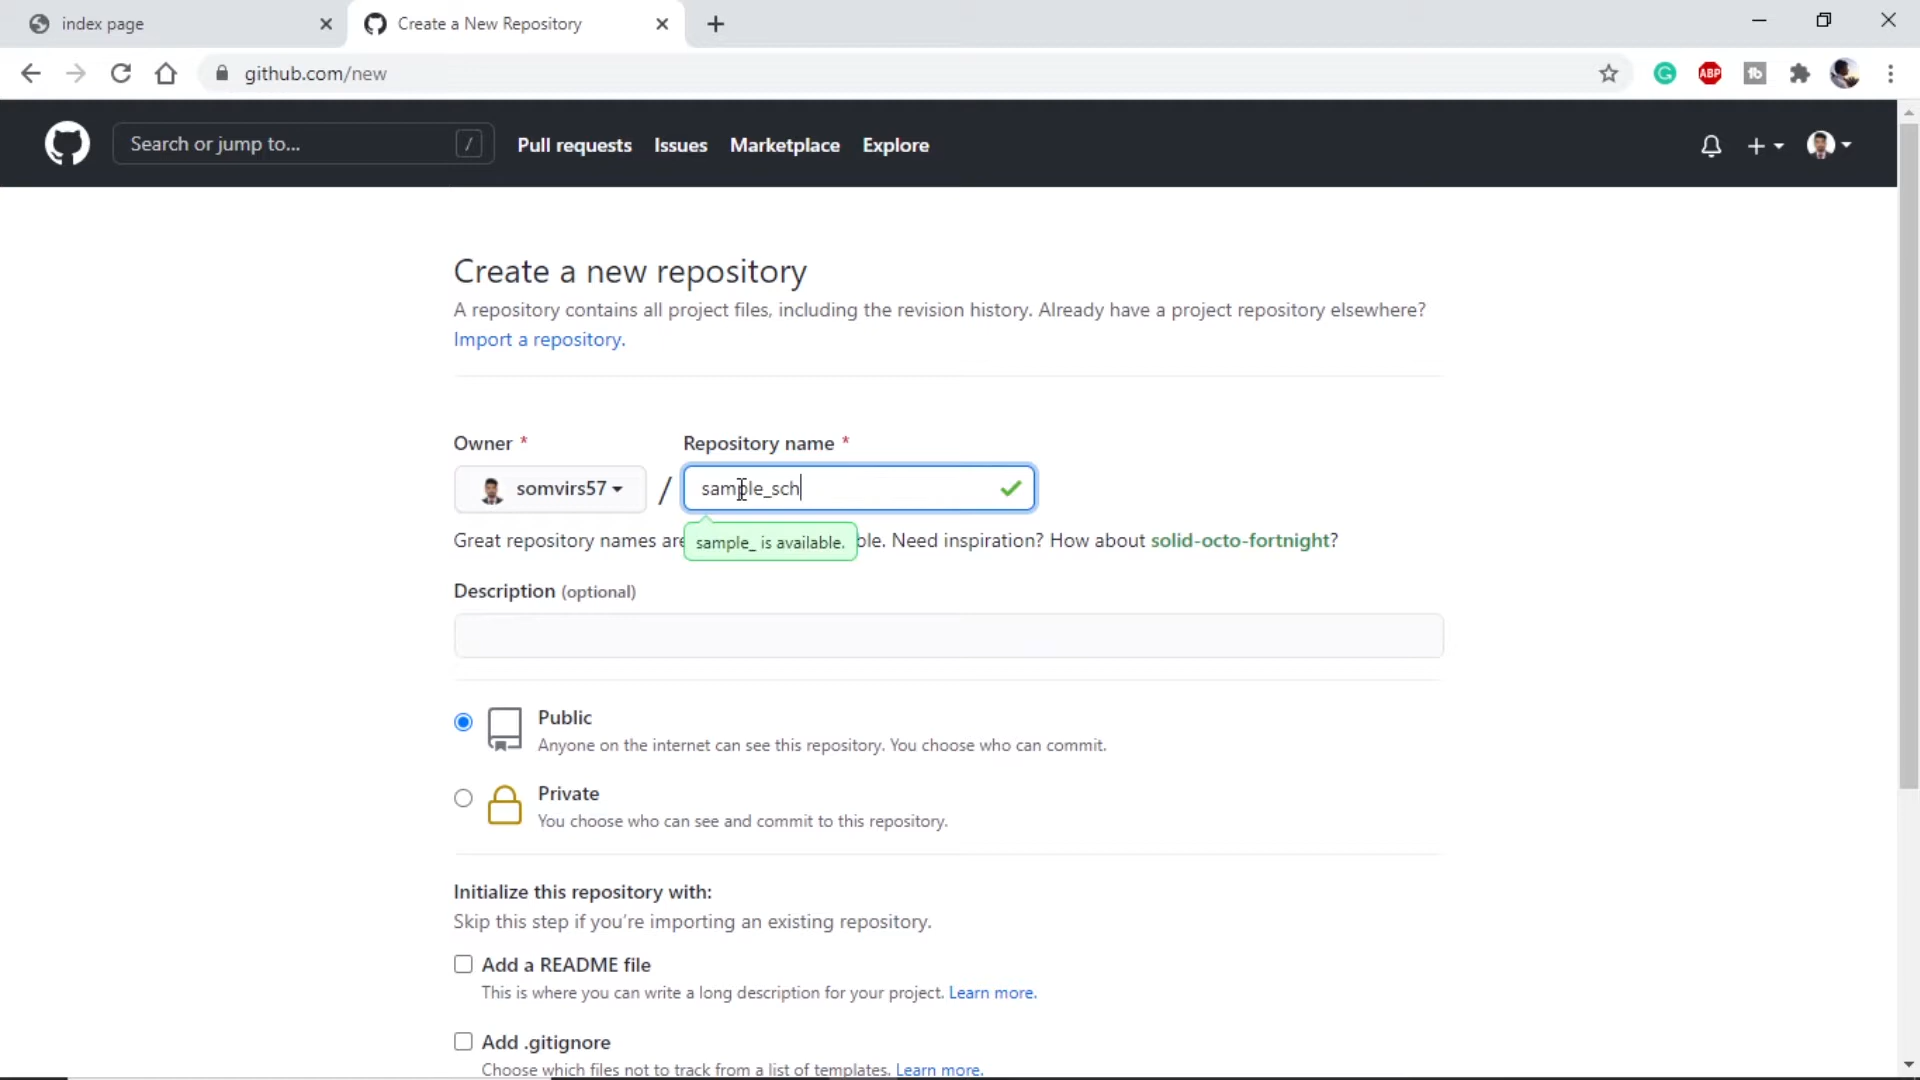 index page
Create a New Repository
github.com/new
ABP
Search or jump to...
/
Pull requests
Issues
Marketplace
Explore
Create a new repository
A repository contains all project files, including the revision history. Already have a project repository elsewhere?
Import a repository.
Owner *
Repository name *
somvirs57
/
sample_sch
Great repository names are
sample_ is available.
ble. Need inspiration? How about solid-octo-fortnight?
Description (optional)
Public
Anyone on the internet can see this repository. You choose who can commit.
Private
You choose who can see and commit to this repository.
Initialize this repository with:
Skip this step if you're importing an existing repository.
Add a README file
This is where you can write a long description for your project. Learn more.
Add .gitignore
Choose which files not to track from a list of templates. Learn more.